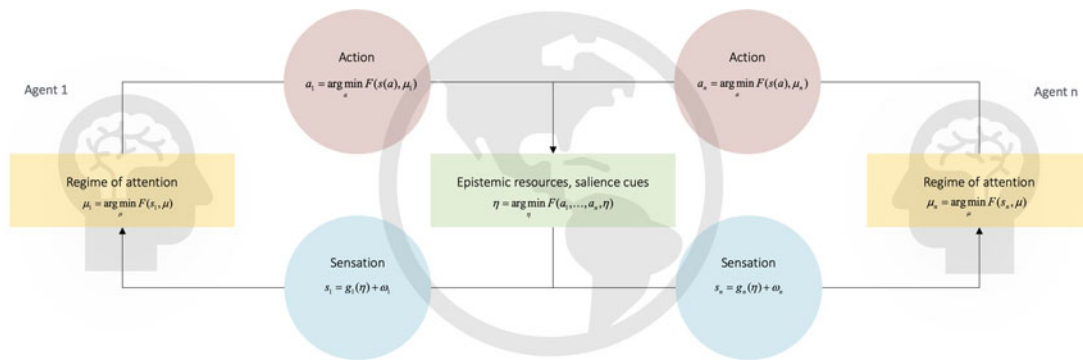 Action
a₁ = arg min F(s(a), μ₁)
a
Action
aₙ = arg min F(s(a), μₙ)
a
Agent 1
Agent n
Regime of attention
μ₁ = arg min F(s₁, μ)
μ
Epistemic resources, salience cues
η = arg min F(a₁,…,aₙ,η)
η
Regime of attention
μₙ = arg min F(sₙ, μ)
μ
Sensation
s₁ = g₁(η) + ω₁
Sensation
sₙ = gₙ(η) + ωₙ